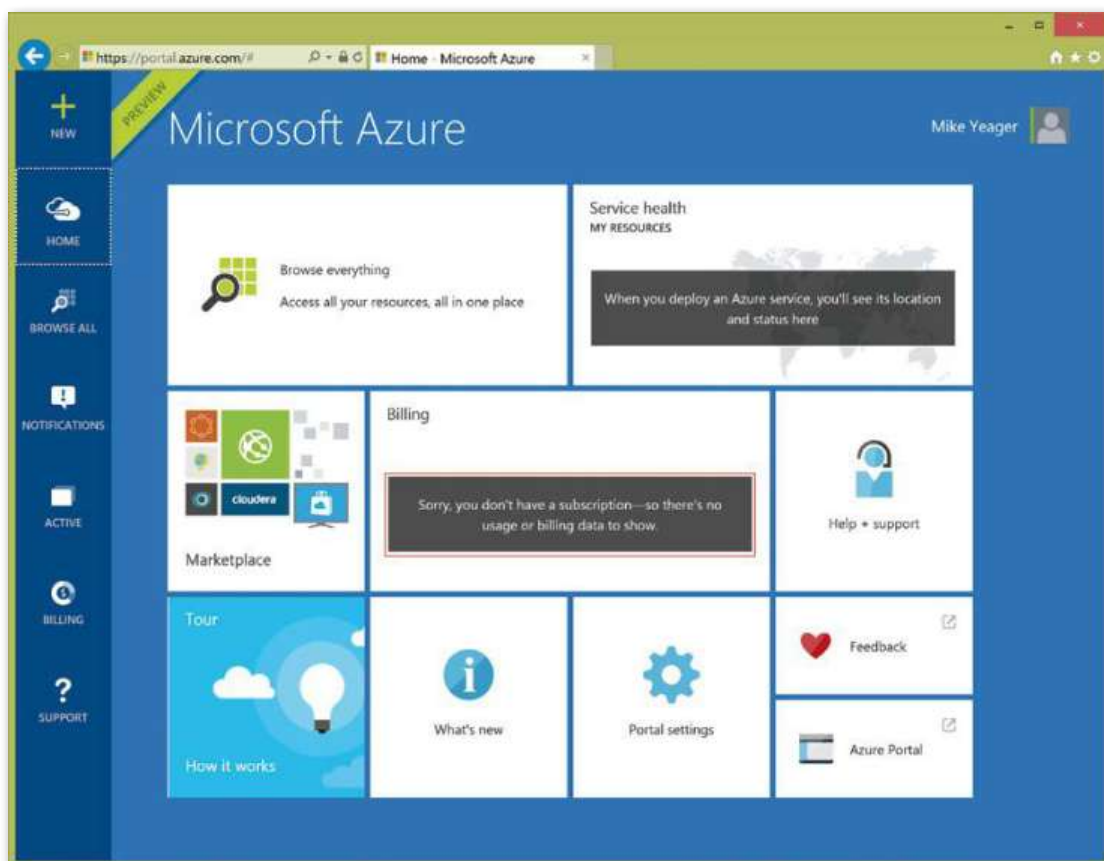 https://portal.azure.com/#
Home - Microsoft Azure
NEW
PREVIEW
Microsoft Azure
Mike Yeager
HOME
BROWSE ALL
NOTIFICATIONS
ACTIVE
BILLING
SUPPORT
Browse everything
Access all your resources, all in one place
Service health
MY RESOURCES
When you deploy an Azure service, you'll see its location
and status here
cloudera
Marketplace
Billing
Sorry, you don't have a subscription—so there's no
usage or billing data to show.
Help + support
Tour
How it works
What's new
Portal settings
Feedback
Azure Portal